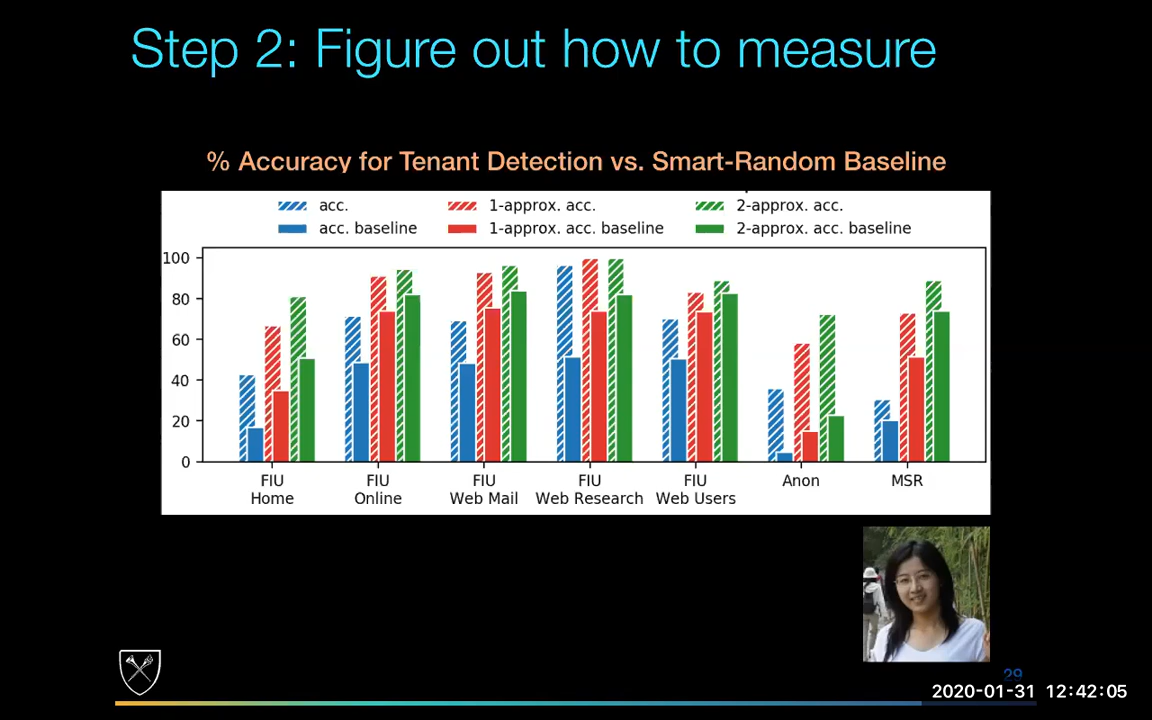 Step 2: Figure out how to measure
% Accuracy for Tenant Detection vs. Smart-Random Baseline
acc. 1-approx. acc. 2-approx. acc.
acc. baseline 1-approx. acc. baseline 2-approx. acc. baseline
100
80
60
40
20
0
FIU FIU FIU FIU FIU Anon MSR
Home Online Web Mail Web Research Web Users
29
2020-01-31 12:42:05